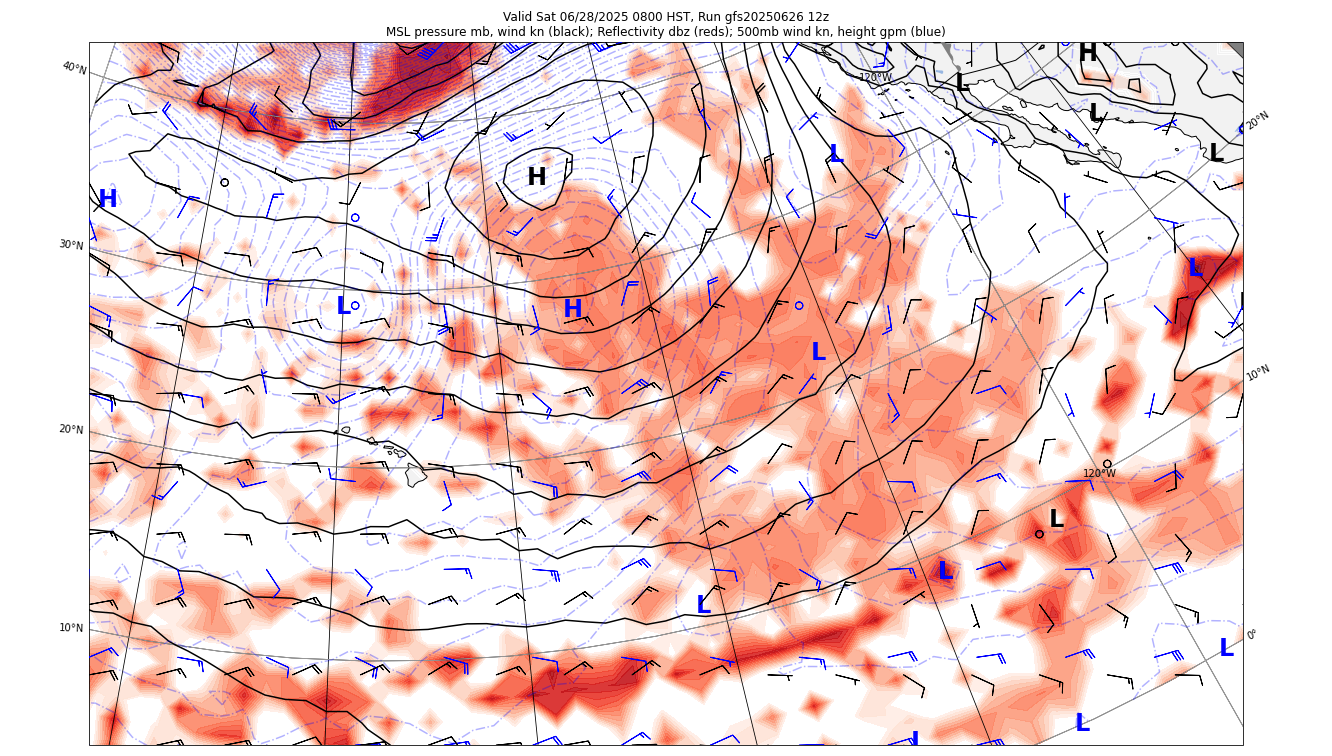 Valid Sat 06/28/2025 0800 HST, Run gfs20250626 12z
MSL pressure mb, wind kn (black); Reflectivity dbz (reds); 500mb wind kn, height gpm (blue)
40°N
120°W
H
L
L
20°N
L
L
H
H
30°N
L
L
H
L
10°N
20°N
120°W
L
L
L
10°N
0°
L
L
L